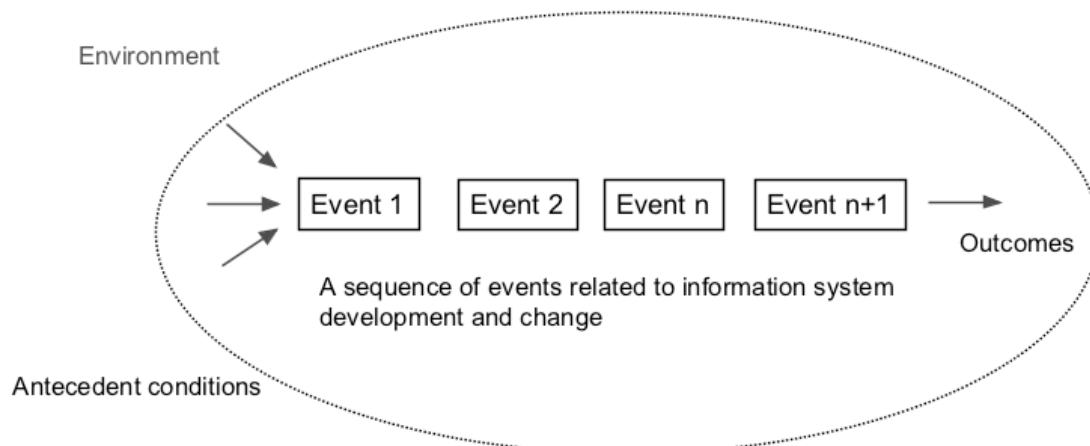 Environment
Event 1
Event 2
Event n
Event n+1
Outcomes
A sequence of events related to information system
development and change
Antecedent conditions